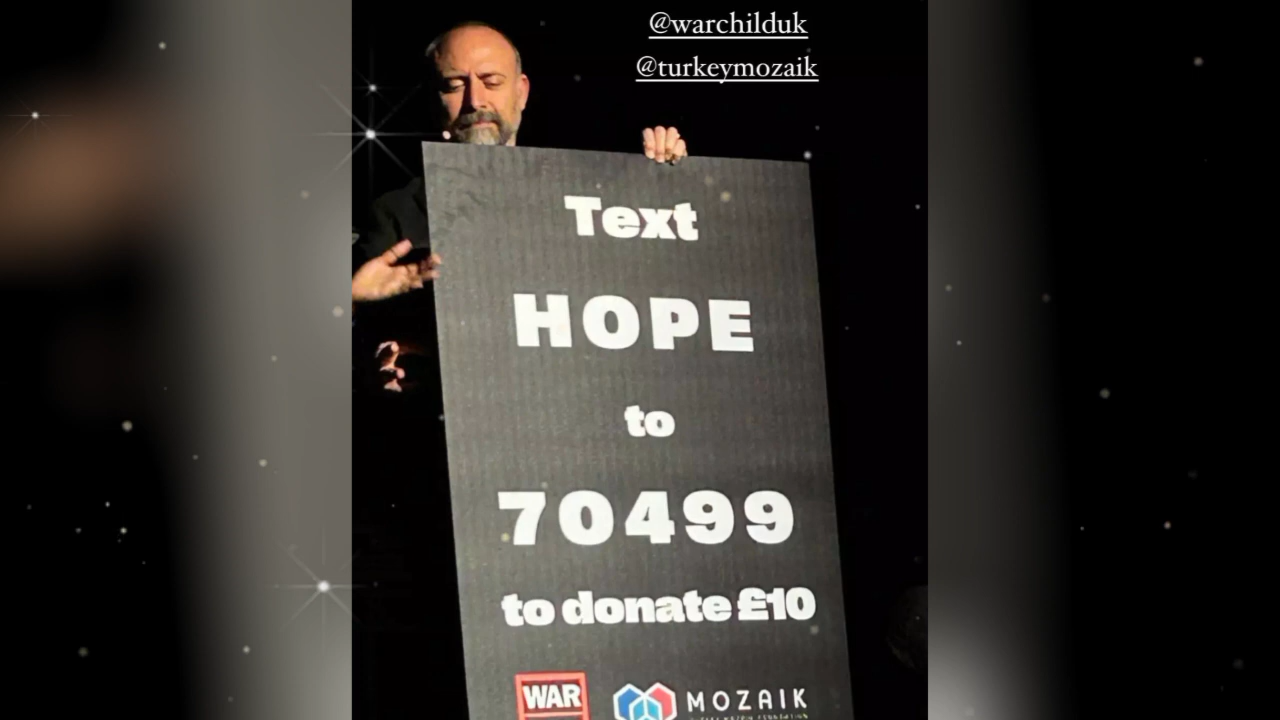 @warchilduk
@turkeymozaik
Text
HOPE
to
70499
to donate £10
WAR
MOZAIK